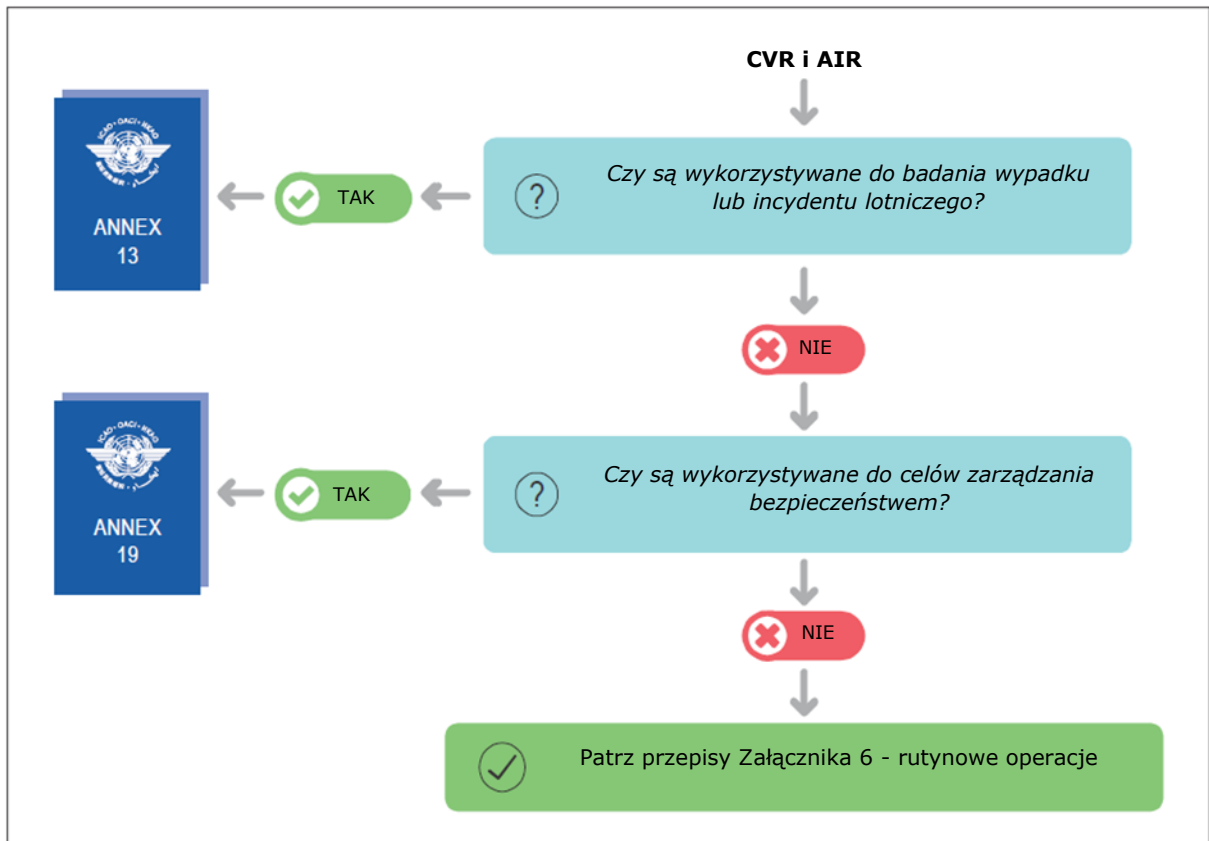 CVR i AIR
Czy są wykorzystywane do badania wypadku
lub incydentu lotniczego?
TAK
ANNEX
13
NIE
Czy są wykorzystywane do celów zarządzania
bezpieczeństwem?
TAK
ANNEX
19
NIE
Patrz przepisy Załącznika 6 - rutynowe operacje